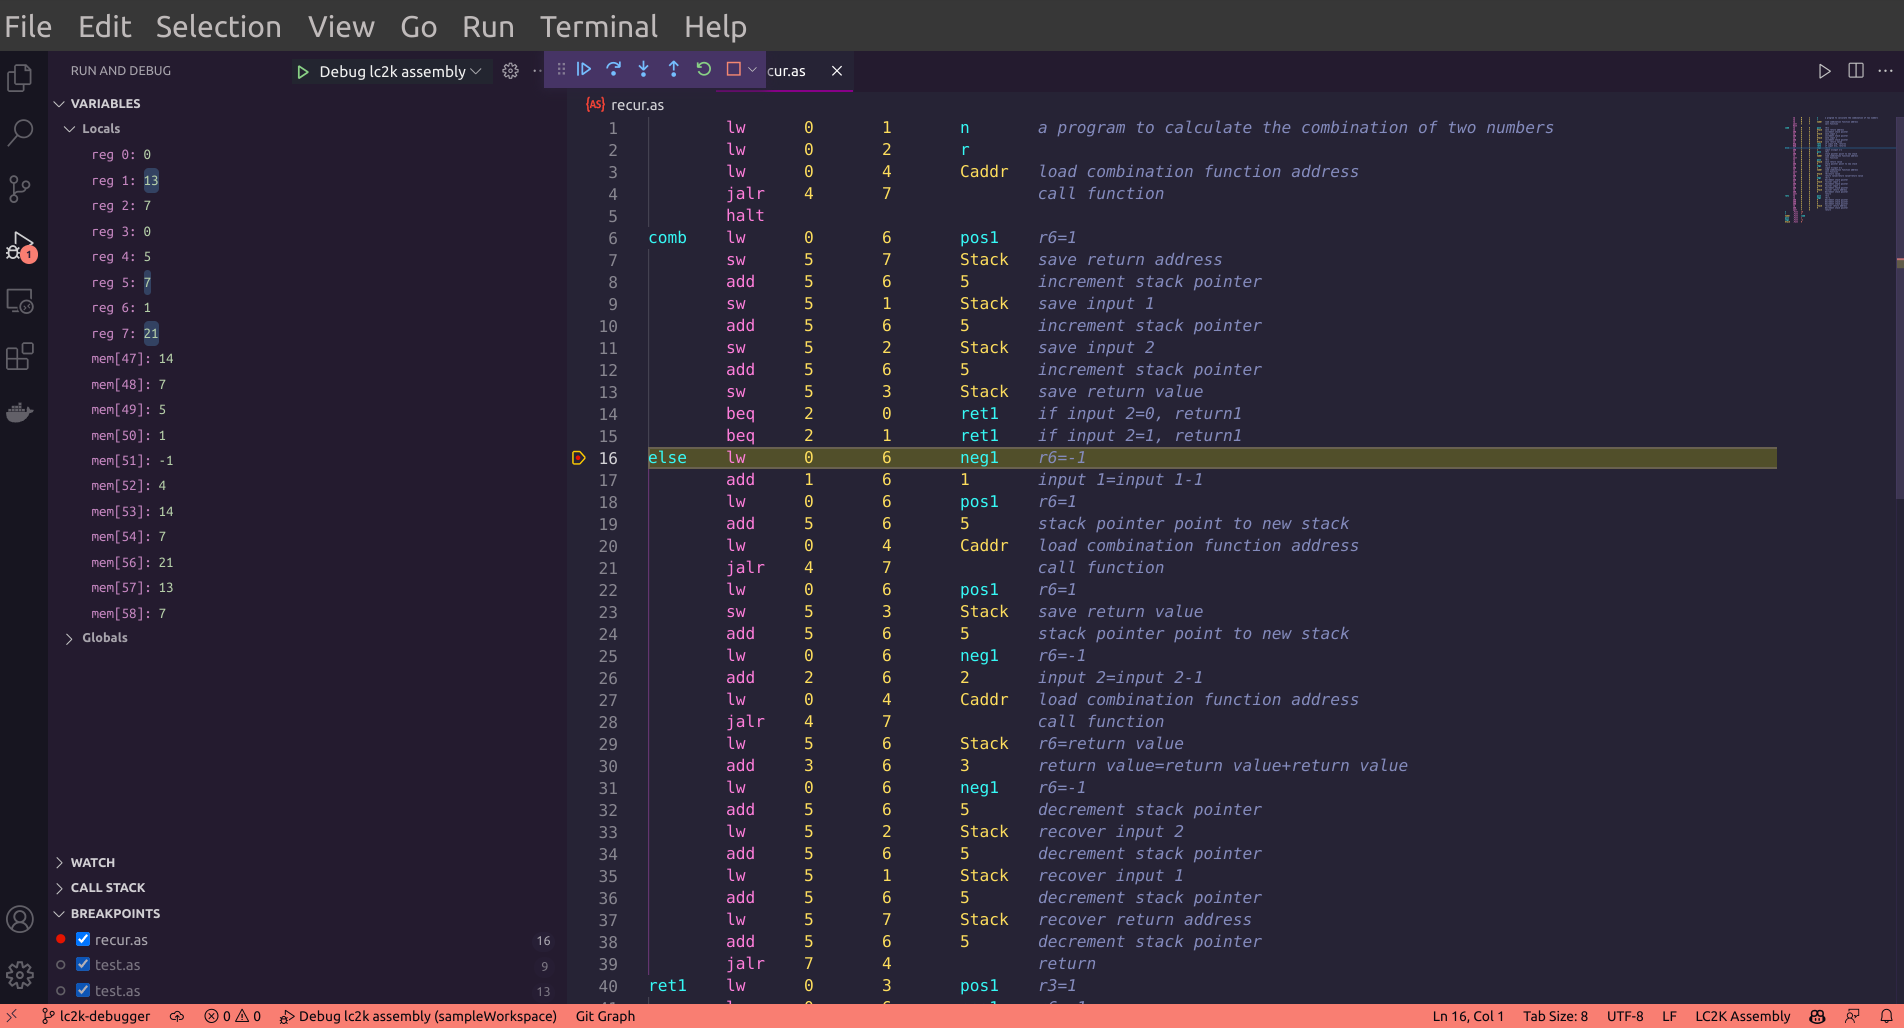 File Edit Selection View Go Run Terminal Help
RUN AND DEBUG
Debug lc2k assembly
cur.as
VARIABLES
Locals
reg 0: 0
reg 1: 13
reg 2: 7
reg 3: 0
reg 4: 5
reg 5: 7
reg 6: 1
reg 7: 21
mem[47]: 14
mem[48]: 7
mem[49]: 5
mem[50]: 1
mem[51]: -1
mem[52]: 4
mem[53]: 14
mem[54]: 7
mem[56]: 21
mem[57]: 13
mem[58]: 7
Globals
WATCH
CALL STACK
BREAKPOINTS
recur.as 16
test.as 9
test.as 13
1
{AS} recur.as
1 lw 0 1 n a program to calculate the combination of two numbers
2 lw 0 2 r
3 lw 0 4 Caddr load combination function address
4 jalr 4 7 call function
5 halt
6 comb lw 0 6 pos1 r6=1
7 sw 5 7 Stack save return address
8 add 5 6 5 increment stack pointer
9 sw 5 1 Stack save input 1
10 add 5 6 5 increment stack pointer
11 sw 5 2 Stack save input 2
12 add 5 6 5 increment stack pointer
13 sw 5 3 Stack save return value
14 beq 2 0 ret1 if input 2=0, return1
15 beq 2 1 ret1 if input 2=1, return1
16 else lw 0 6 neg1 r6=-1
17 add 1 6 1 input 1=input 1-1
18 lw 0 6 pos1 r6=1
19 add 5 6 5 stack pointer point to new stack
20 lw 0 4 Caddr load combination function address
21 jalr 4 7 call function
22 lw 0 6 pos1 r6=1
23 sw 5 3 Stack save return value
24 add 5 6 5 stack pointer point to new stack
25 lw 0 6 neg1 r6=-1
26 add 2 6 2 input 2=input 2-1
27 lw 0 4 Caddr load combination function address
28 jalr 4 7 call function
29 lw 5 6 Stack r6=return value
30 add 3 6 3 return value=return value+return value
31 lw 0 6 neg1 r6=-1
32 add 5 6 5 decrement stack pointer
33 lw 5 2 Stack recover input 2
34 add 5 6 5 decrement stack pointer
35 lw 5 1 Stack recover input 1
36 add 5 6 5 decrement stack pointer
37 lw 5 7 Stack recover return address
38 add 5 6 5 decrement stack pointer
39 jalr 7 4 return
40 ret1 lw 0 3 pos1 r3=1
lc2k-debugger 0 0 Debug lc2k assembly (sampleWorkspace) Git Graph Ln 16, Col 1 Tab Size: 8 UTF-8 LF LC2K Assembly